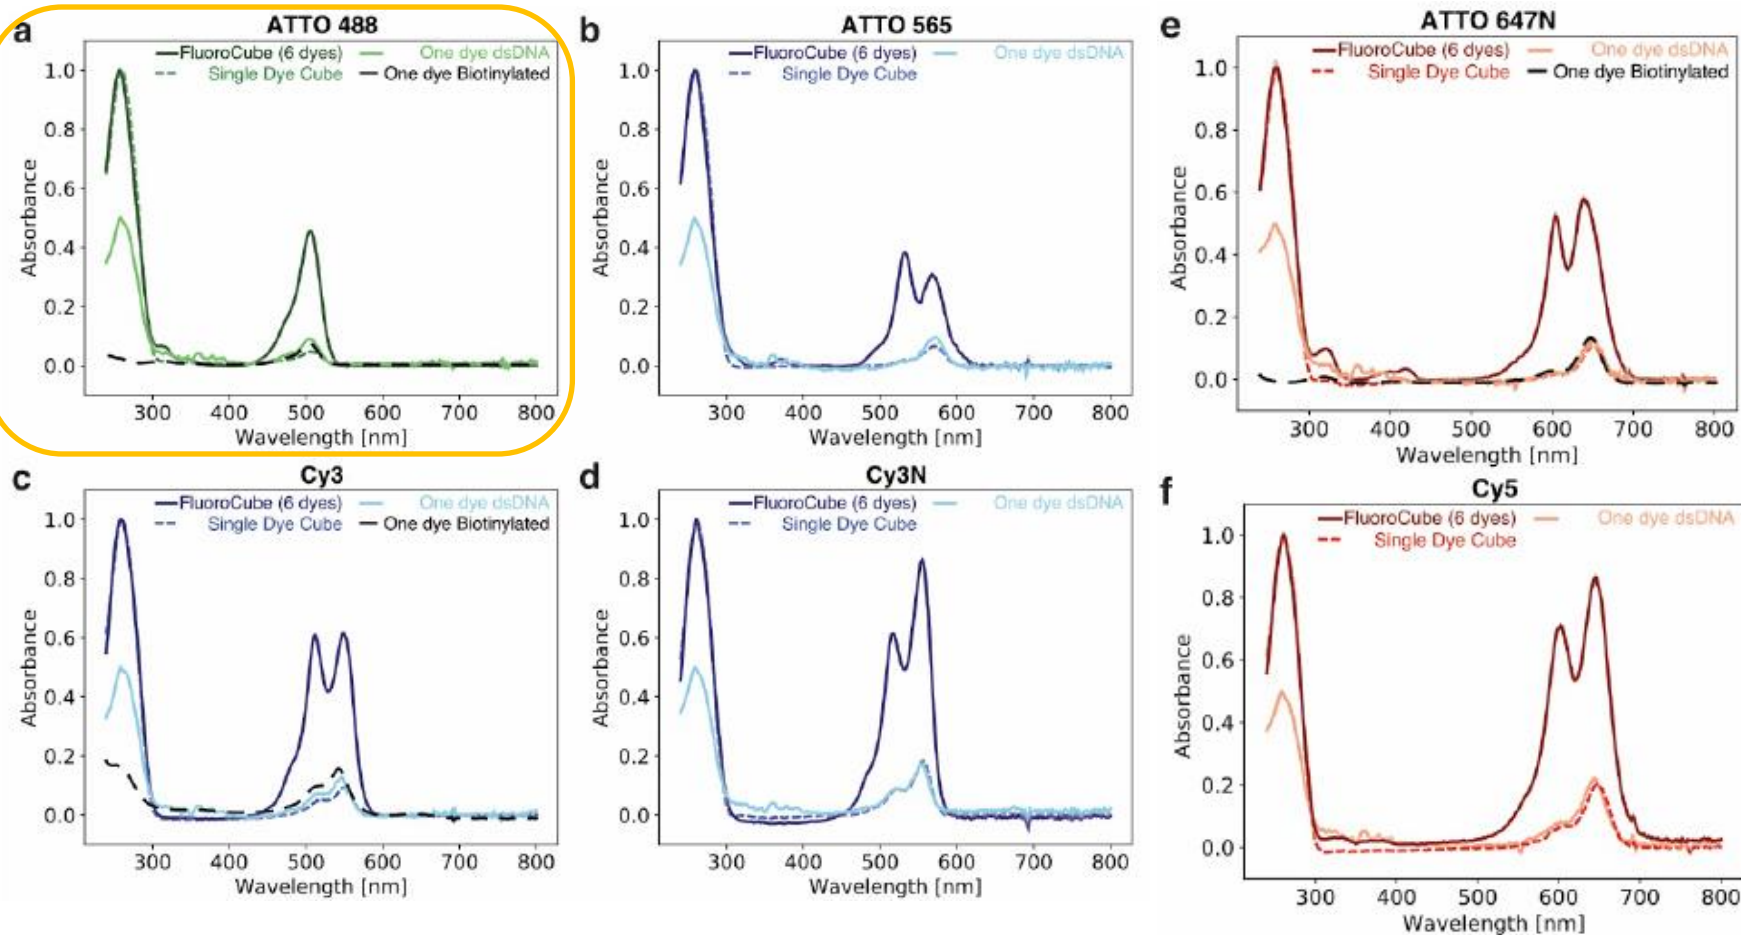 a
ATTO 488
FluoroCube (6 dyes) One dye dsDNA
Single Dye Cube One dye Biotinylated
1.0
0.8
0.6
0.4
0.2
0.0
Absorbance
300 400 500 600 700 800
Wavelength [nm]
b
ATTO 565
FluoroCube (6 dyes) One dye dsDNA
Single Dye Cube
1.0
0.8
0.6
0.4
0.2
0.0
Absorbance
300 400 500 600 700 800
Wavelength [nm]
e
ATTO 647N
FluoroCube (6 dyes) One dye dsDNA
Single Dye Cube One dye Biotinylated
1.0
0.8
0.6
0.4
0.2
0.0
Absorbance
300 400 500 600 700 800
Wavelength [nm]
c
Cy3
FluoroCube (6 dyes) One dye dsDNA
Single Dye Cube One dye Biotinylated
1.0
0.8
0.6
0.4
0.2
0.0
Absorbance
300 400 500 600 700 800
Wavelength [nm]
d
Cy3N
FluoroCube (6 dyes) One dye dsDNA
Single Dye Cube
1.0
0.8
0.6
0.4
0.2
0.0
Absorbance
300 400 500 600 700 800
Wavelength [nm]
f
Cy5
FluoroCube (6 dyes) One dye dsDNA
Single Dye Cube
1.0
0.8
0.6
0.4
0.2
0.0
Absorbance
300 400 500 600 700 800
Wavelength [nm]